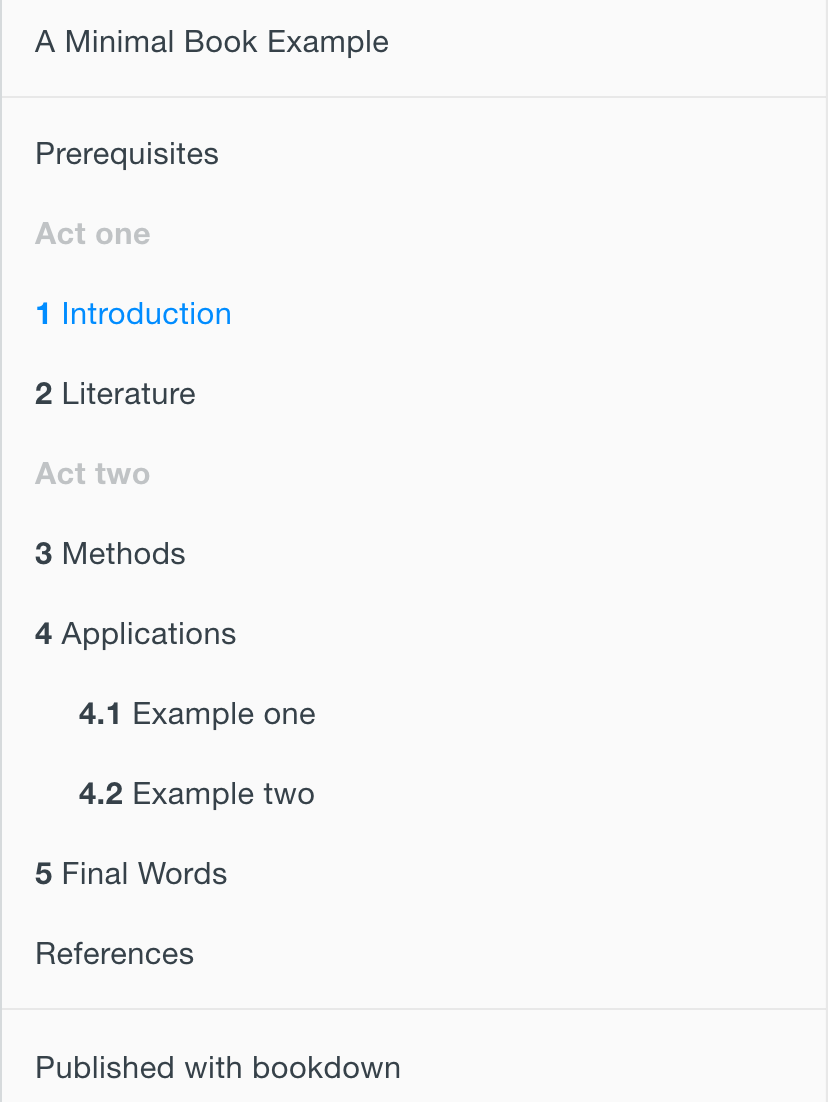 A Minimal Book Example
Prerequisites
Act one
1 Introduction
2 Literature
Act two
3 Methods
4 Applications
4.1 Example one
4.2 Example two
5 Final Words
References
Published with bookdown